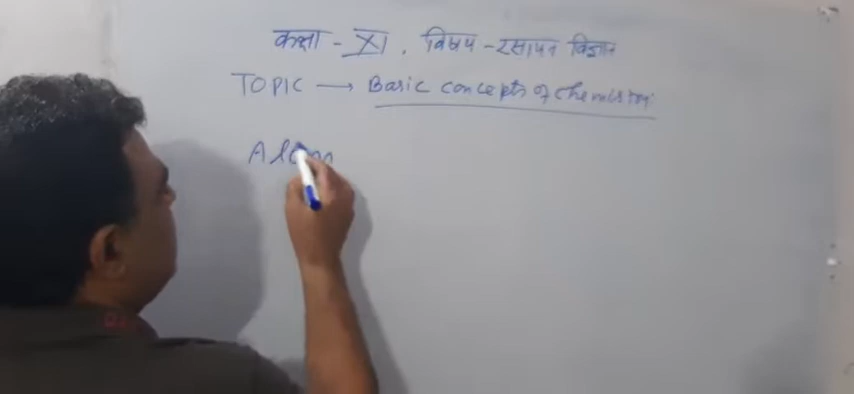 कक्षा - XI , विषय - रसायन विज्ञान
TOPIC → Basic concepts of chemistry
Atom